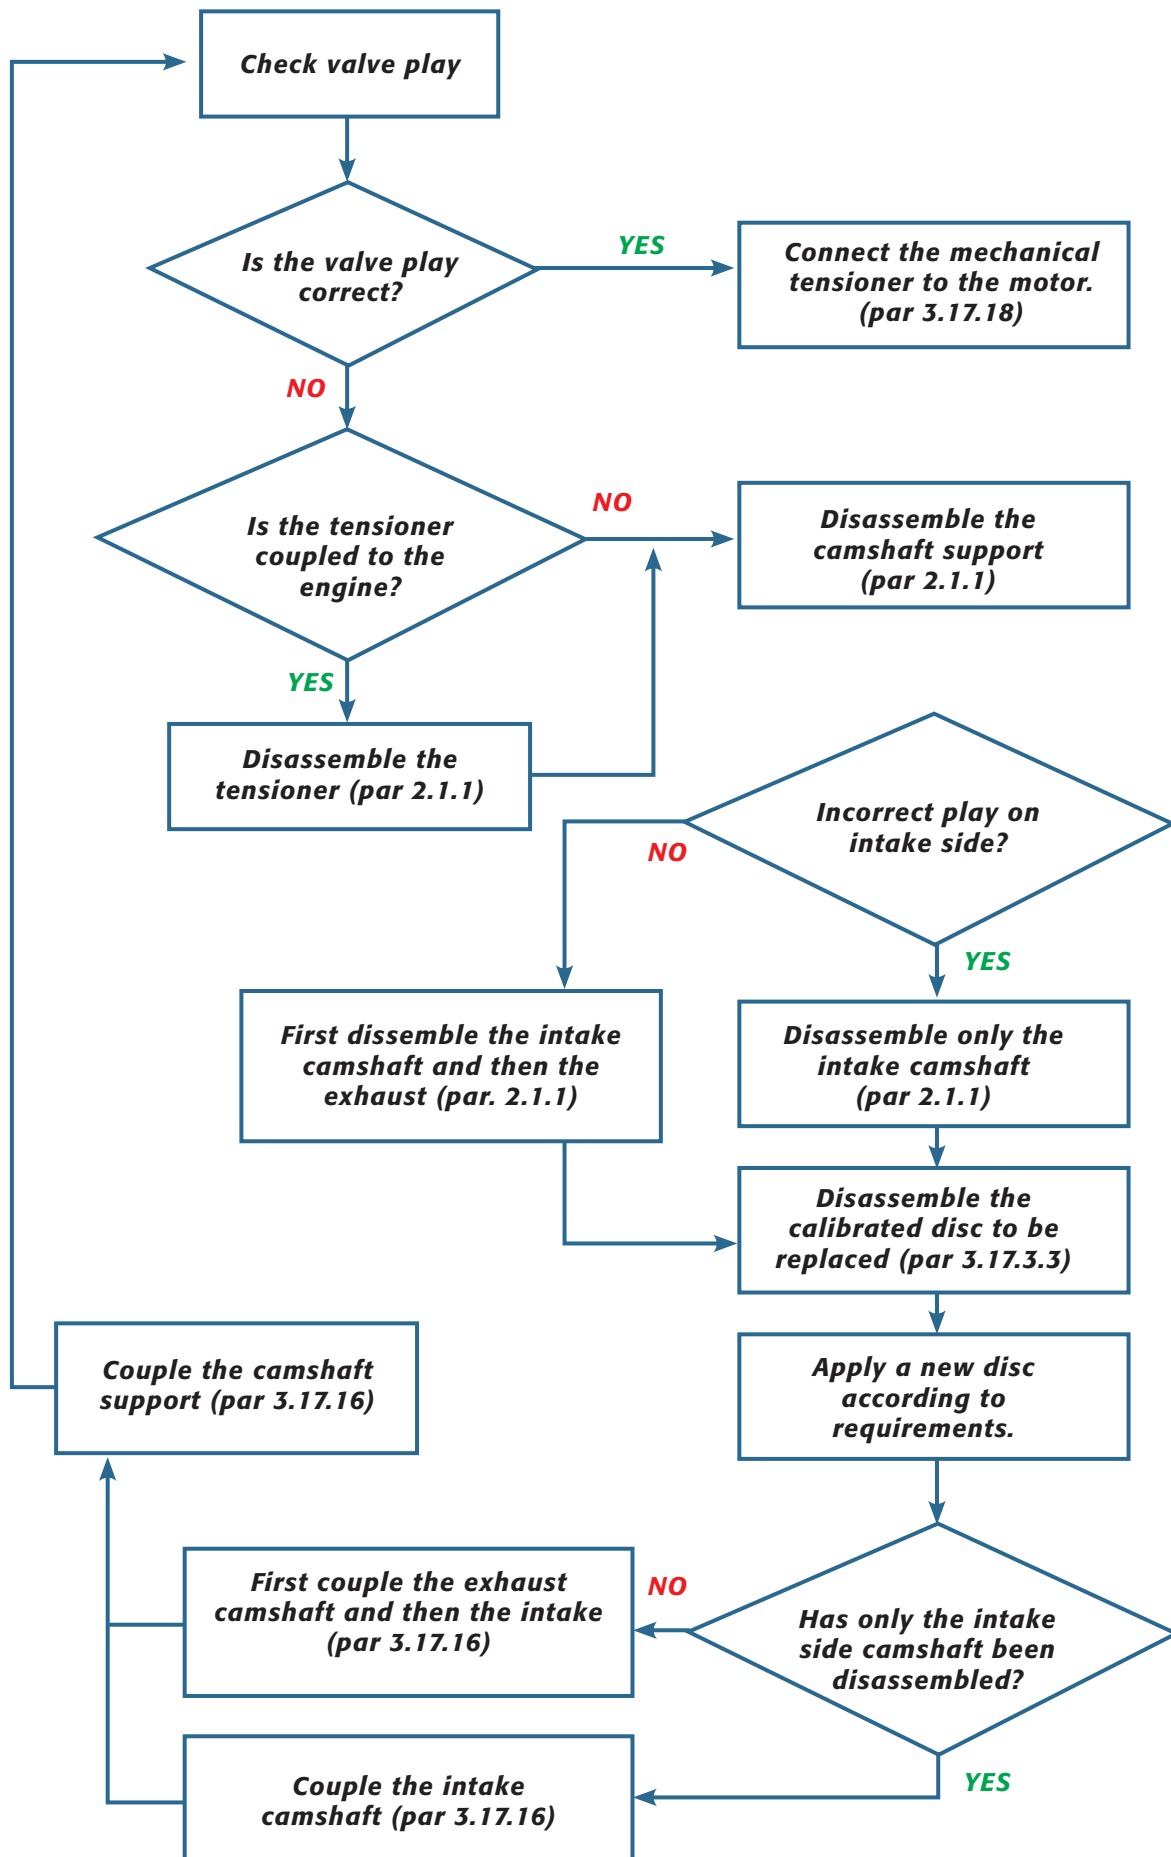 Check valve play
Is the valve play
correct?
YES
Connect the mechanical
tensioner to the motor.
(par 3.17.18)
NO
Is the tensioner
coupled to the
engine?
NO
Disassemble the
camshaft support
(par 2.1.1)
YES
Disassemble the
tensioner (par 2.1.1)
Incorrect play on
intake side?
NO
YES
First dissemble the intake
camshaft and then the
exhaust (par. 2.1.1)
Disassemble only the
intake camshaft
(par 2.1.1)
Disassemble the
calibrated disc to be
replaced (par 3.17.3.3)
Couple the camshaft
support (par 3.17.16)
Apply a new disc
according to
requirements.
First couple the exhaust
camshaft and then the intake
(par 3.17.16)
NO
Has only the intake
side camshaft been
disassembled?
YES
Couple the intake
camshaft (par 3.17.16)